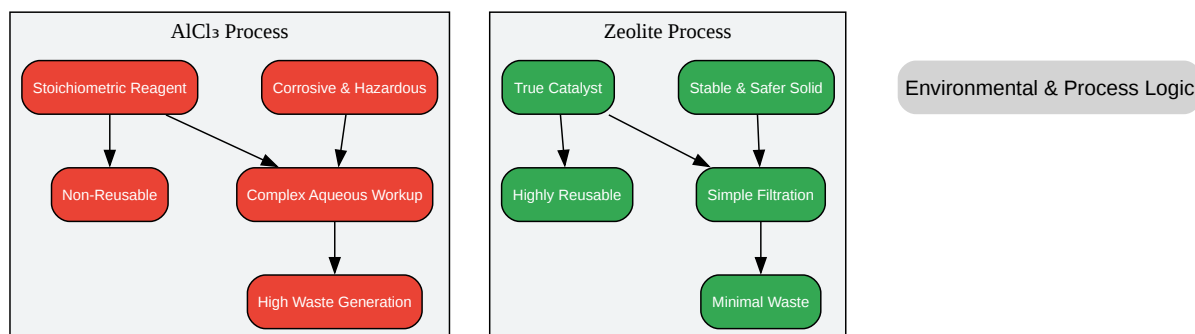 AlCl₃ Process
Stoichiometric Reagent
Corrosive & Hazardous
Non-Reusable
Complex Aqueous Workup
High Waste Generation
Zeolite Process
True Catalyst
Stable & Safer Solid
Highly Reusable
Simple Filtration
Minimal Waste
Environmental & Process Logic